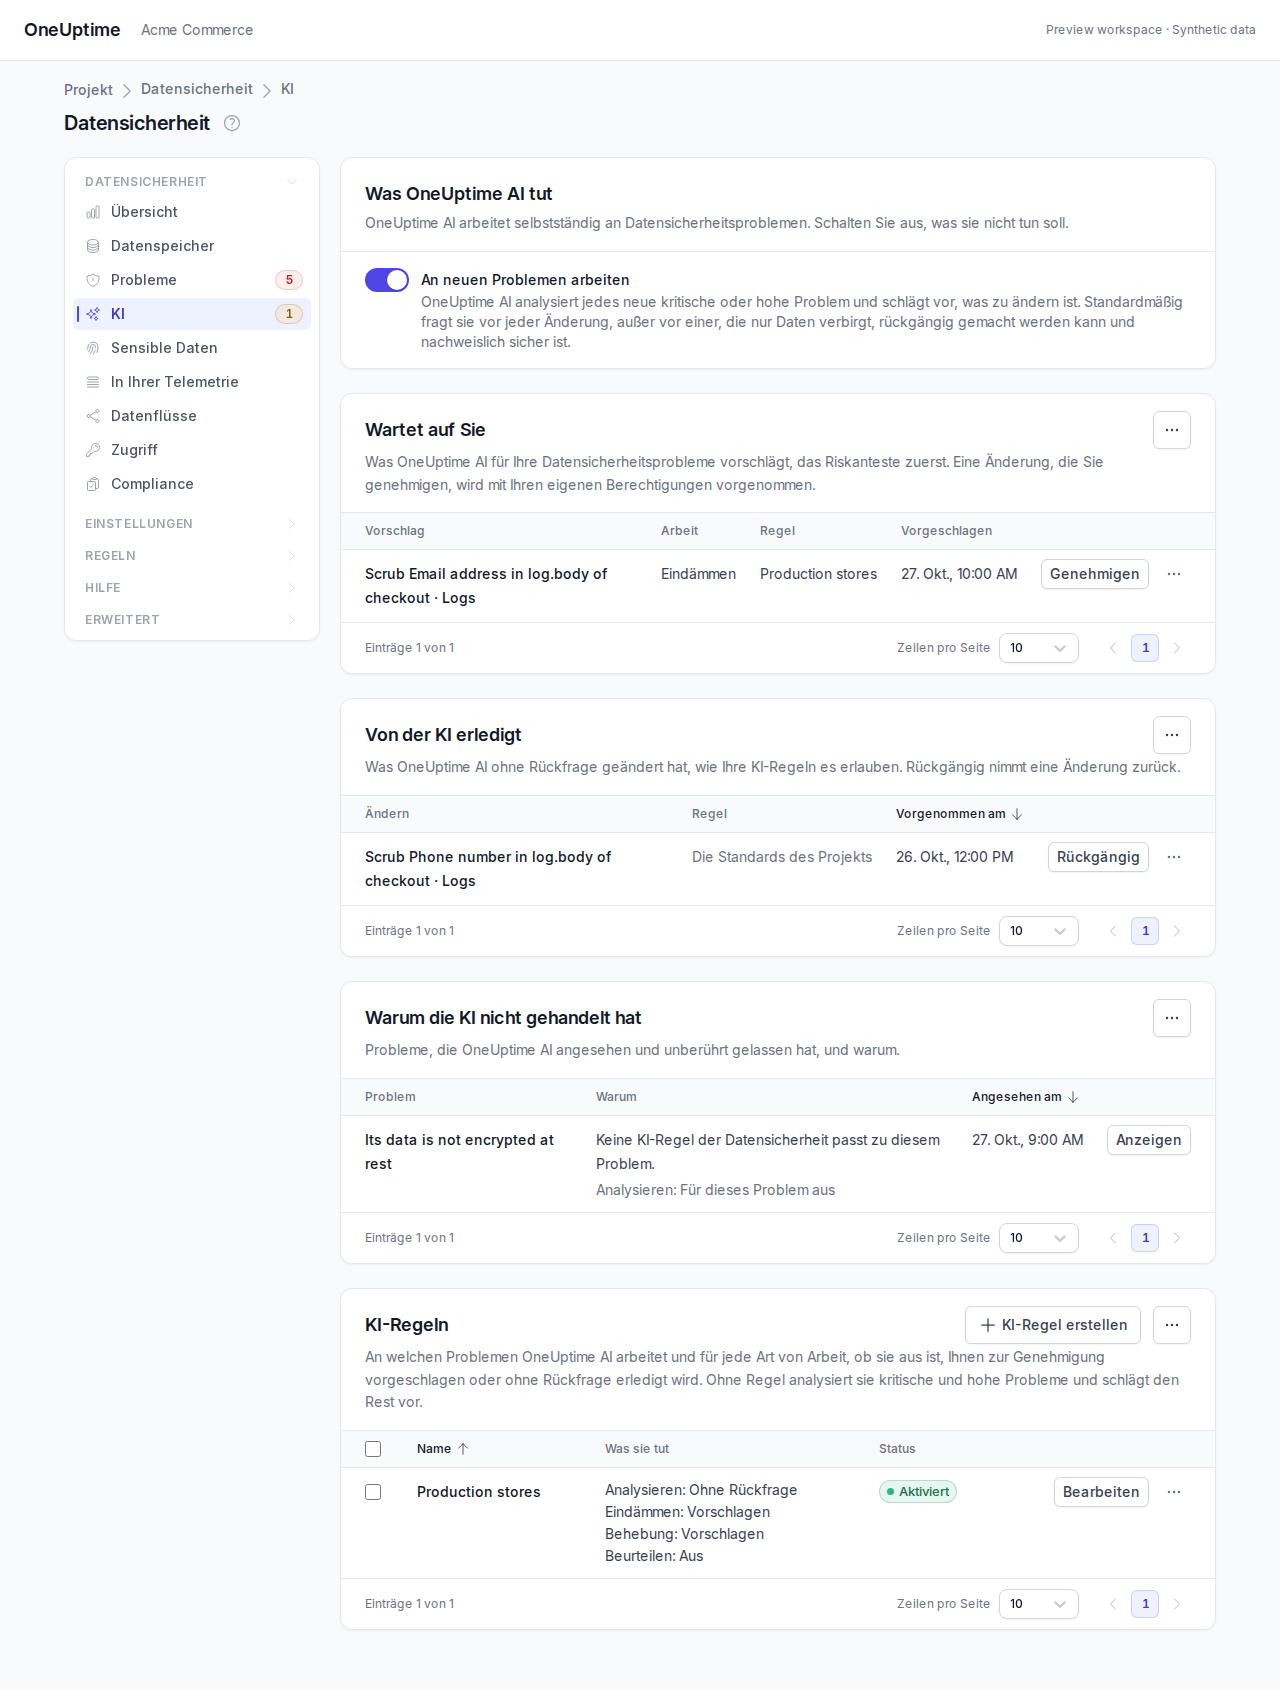 OneUptime Acme Commerce Preview workspace · Synthetic data
Projekt Datensicherheit KI
Datensicherheit
DATENSICHERHEIT
Übersicht
Datenspeicher
Probleme 5
KI 1
Sensible Daten
In Ihrer Telemetrie
Datenflüsse
Zugriff
Compliance
EINSTELLUNGEN
REGELN
HILFE
ERWEITERT
Was OneUptime AI tut
OneUptime AI arbeitet selbstständig an Datensicherheitsproblemen. Schalten Sie aus, was sie nicht tun soll.
An neuen Problemen arbeiten
OneUptime AI analysiert jedes neue kritische oder hohe Problem und schlägt vor, was zu ändern ist. Standardmäßig
fragt sie vor jeder Änderung, außer vor einer, die nur Daten verbirgt, rückgängig gemacht werden kann und
nachweislich sicher ist.
Wartet auf Sie
Was OneUptime AI für Ihre Datensicherheitsprobleme vorschlägt, das Riskanteste zuerst. Eine Änderung, die Sie
genehmigen, wird mit Ihren eigenen Berechtigungen vorgenommen.
Vorschlag Arbeit Regel Vorgeschlagen
Scrub Email address in log.body of Eindämmen Production stores 27. Okt., 10:00 AM Genehmigen
checkout · Logs
Einträge 1 von 1 Zeilen pro Seite 10 1
Von der KI erledigt
Was OneUptime AI ohne Rückfrage geändert hat, wie Ihre KI-Regeln es erlauben. Rückgängig nimmt eine Änderung zurück.
Ändern Regel Vorgenommen am
Scrub Phone number in log.body of Die Standards des Projekts 26. Okt., 12:00 PM Rückgängig
checkout · Logs
Einträge 1 von 1 Zeilen pro Seite 10 1
Warum die KI nicht gehandelt hat
Probleme, die OneUptime AI angesehen und unberührt gelassen hat, und warum.
Problem Warum Angesehen am
Its data is not encrypted at Keine KI-Regel der Datensicherheit passt zu diesem 27. Okt., 9:00 AM Anzeigen
rest Problem.
Analysieren: Für dieses Problem aus
Einträge 1 von 1 Zeilen pro Seite 10 1
KI-Regeln KI-Regel erstellen
An welchen Problemen OneUptime AI arbeitet und für jede Art von Arbeit, ob sie aus ist, Ihnen zur Genehmigung
vorgeschlagen oder ohne Rückfrage erledigt wird. Ohne Regel analysiert sie kritische und hohe Probleme und schlägt den
Rest vor.
Name Was sie tut Status
Production stores Analysieren: Ohne Rückfrage Aktiviert Bearbeiten
Eindämmen: Vorschlagen
Behebung: Vorschlagen
Beurteilen: Aus
Einträge 1 von 1 Zeilen pro Seite 10 1